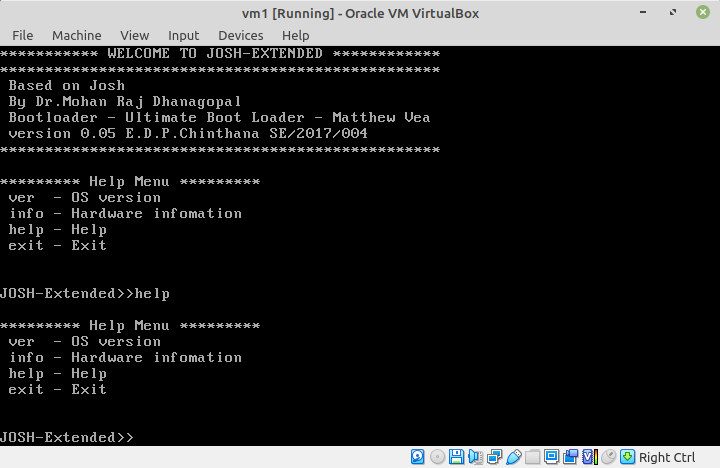 vm1 [Running] - Oracle VM VirtualBox
File Machine View Input Devices Help
*********** WELCOME TO JOSH-EXTENDED ************
*************************************************
Based on Josh
By Dr.Mohan Raj Dhanagopal
Bootloader - Ultimate Boot Loader - Matthew Vea
version 0.05 E.D.P.Chinthana SE/2017/004
*************************************************
********* Help Menu *********
ver - OS version
info - Hardware infomation
help - Help
exit - Exit
JOSH-Extended>>help
********* Help Menu *********
ver - OS version
info - Hardware infomation
help - Help
exit - Exit
JOSH-Extended>>
Right Ctrl